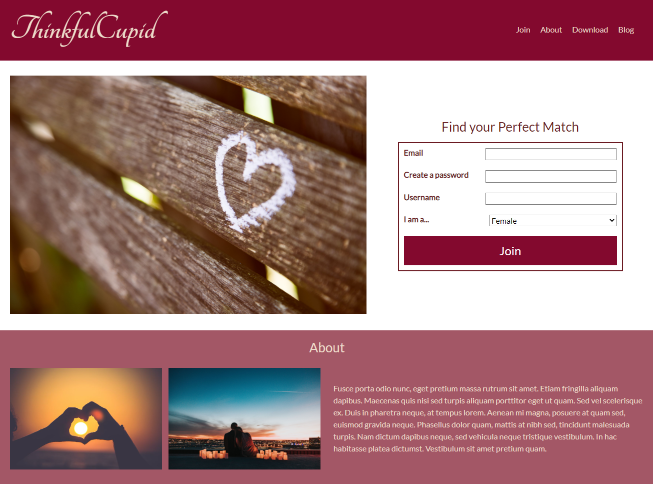 ThinkfulCupid
Join About Download Blog
Find your Perfect Match
Email
Create a password
Username
I am a... Female
Join
About
Fusce porta odio nunc, eget pretium massa rutrum sit amet. Etiam fringilla aliquam
dapibus. Maecenas quis nisl sed turpis aliquam porttitor eget ut quam. Sed vel scelerisque
ex. Duis in pharetra neque, at tempus lorem. Aenean mi magna, posuere at quam sed,
euismod gravida neque. Phasellus dolor quam, mattis at nibh sed, tincidunt malesuada
turpis. Nam dictum dapibus neque, sed vehicula neque tristique vestibulum. In hac
habitasse platea dictumst. Vestibulum sit amet pretium quam.